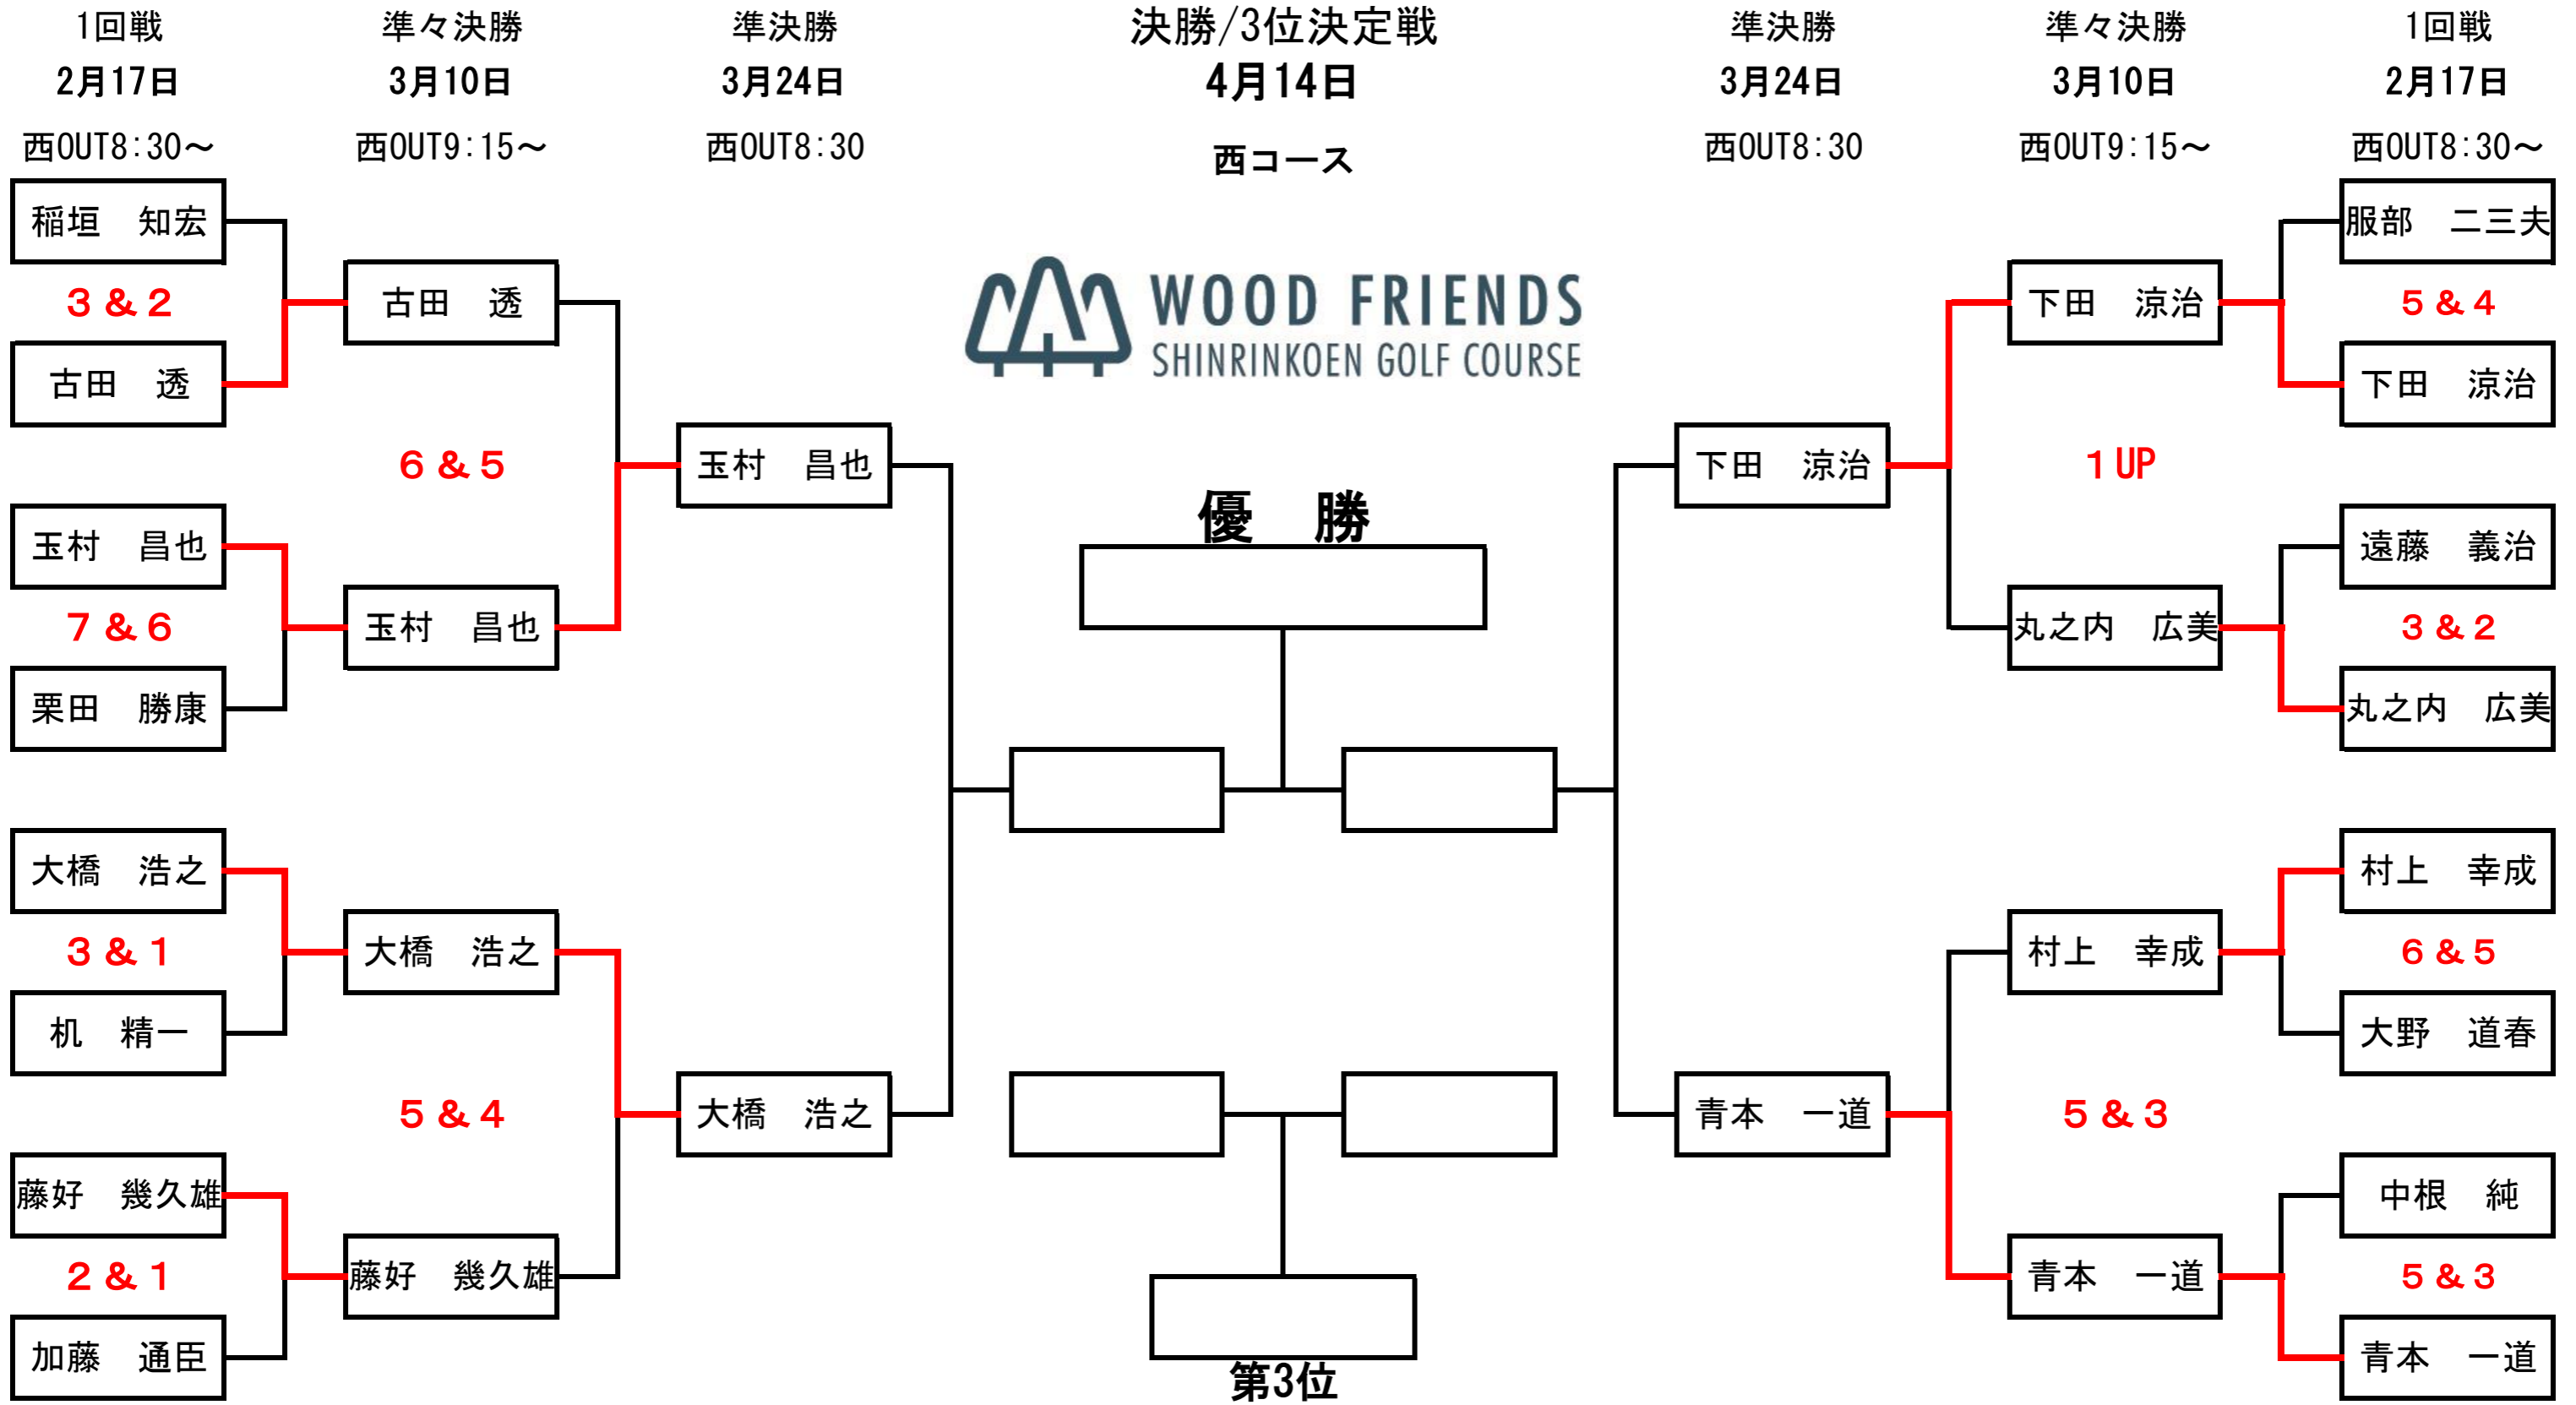 1回戦 準々決勝 準決勝 決勝/3位決定戦 準決勝 準々決勝 1回戦
2月17日 3月10日 3月24日 4月14日 3月24日 3月10日 2月17日
西OUT8:30～ 西OUT9:15～ 西OUT8:30 西コース 西OUT8:30 西OUT9:15～ 西OUT8:30～
稲垣　知宏
3＆2
古田　透
玉村　昌也
7＆6
栗田　勝康
大橋　浩之
3＆1
机　精一
藤好　幾久雄
2＆1
加藤　通臣
古田　透
6＆5
玉村　昌也
大橋　浩之
5＆4
藤好　幾久雄
玉村　昌也
大橋　浩之
WOOD FRIENDS
SHINRINKOEN GOLF COURSE
優　勝
第3位
下田　涼治
青本　一道
下田　涼治
1UP
丸之内　広美
村上　幸成
5＆3
青本　一道
服部　二三夫
5＆4
下田　涼治
遠藤　義治
3＆2
丸之内　広美
村上　幸成
6＆5
大野　道春
中根　純
5＆3
青本　一道